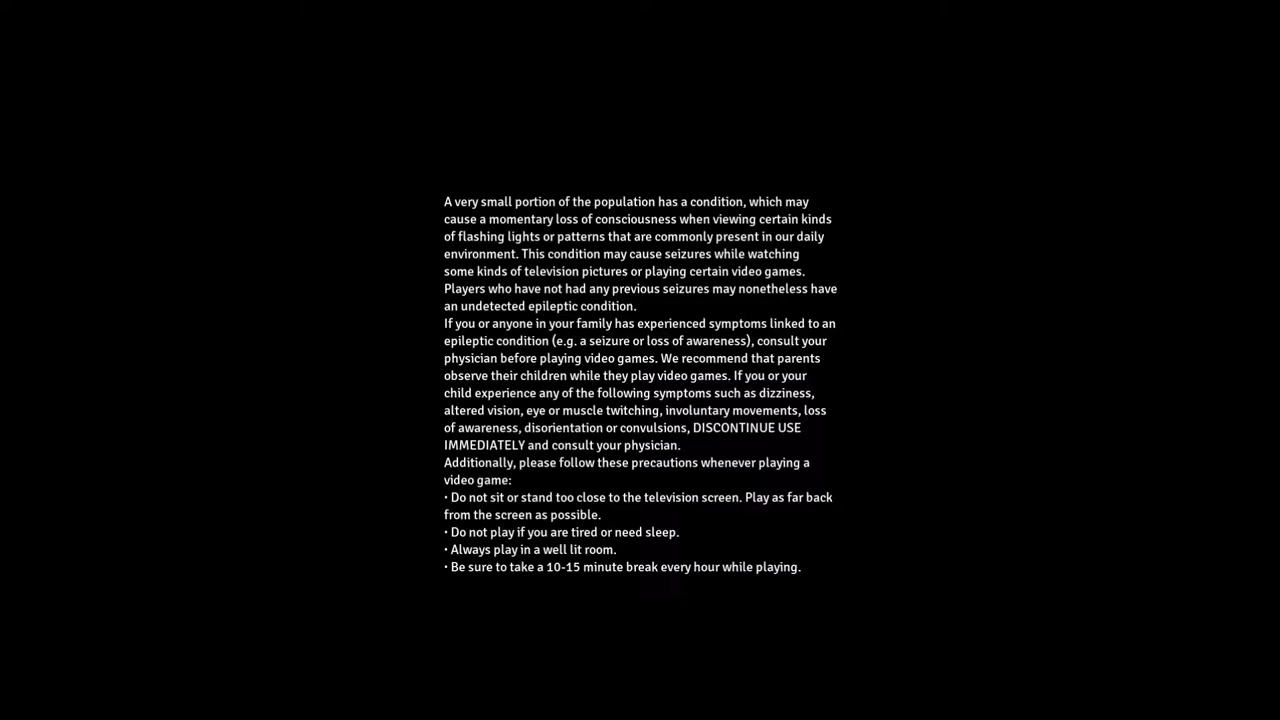 A very small portion of the population has a condition, which may
cause a momentary loss of consciousness when viewing certain kinds
of flashing lights or patterns that are commonly present in our daily
environment. This condition may cause seizures while watching
some kinds of television pictures or playing certain video games.
Players who have not had any previous seizures may nonetheless have
an undetected epileptic condition.
If you or anyone in your family has experienced symptoms linked to an
epileptic condition (e.g. a seizure or loss of awareness), consult your
physician before playing video games. We recommend that parents
observe their children while they play video games. If you or your
child experience any of the following symptoms such as dizziness,
altered vision, eye or muscle twitching, involuntary movements, loss
of awareness, disorientation or convulsions, DISCONTINUE USE
IMMEDIATELY and consult your physician.
Additionally, please follow these precautions whenever playing a
video game:
• Do not sit or stand too close to the television screen. Play as far back
from the screen as possible.
• Do not play if you are tired or need sleep.
• Always play in a well lit room.
• Be sure to take a 10-15 minute break every hour while playing.